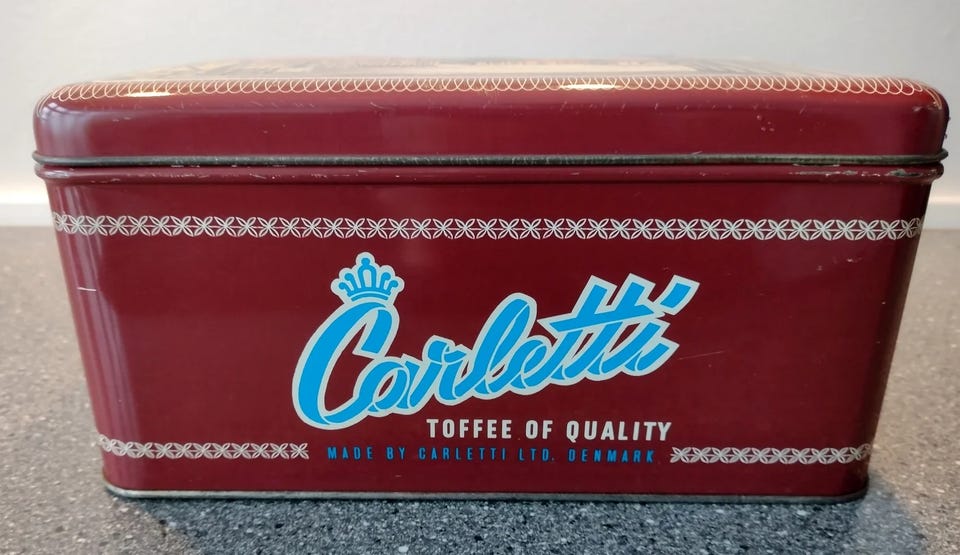 Carletti
TOFFEE OF QUALITY
MADE BY CARLETTI LTD. DENMARK